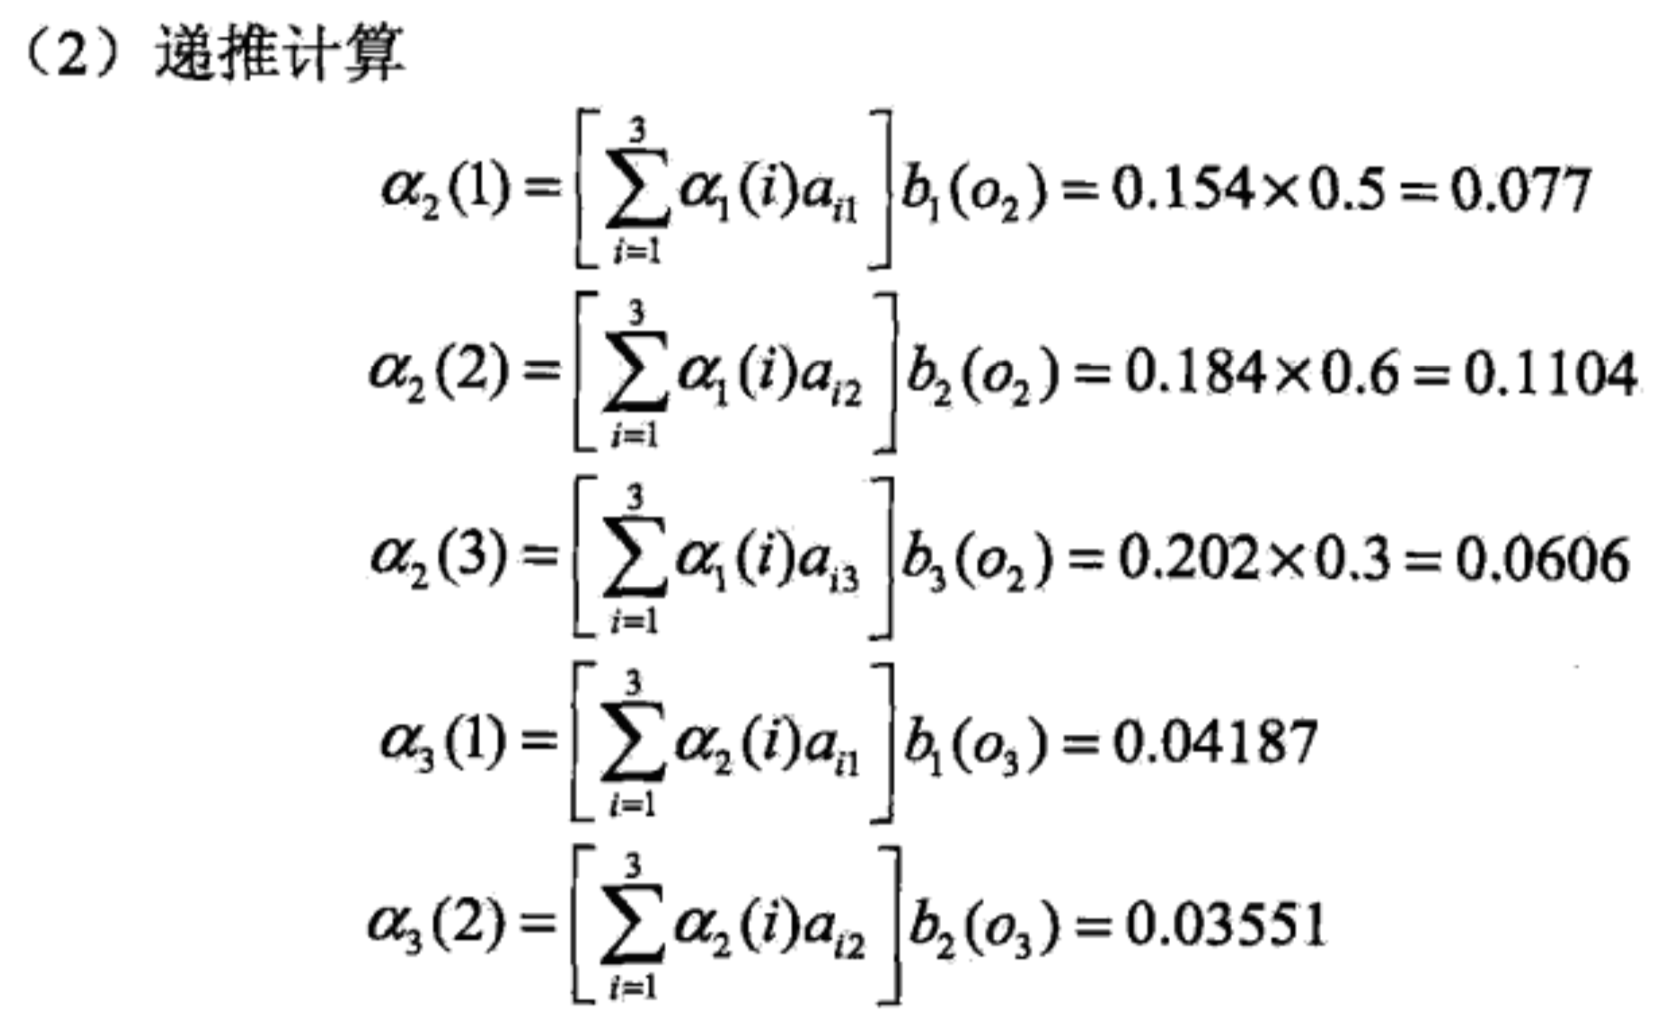 （2）递推计算
α₂(1) = [∑_{i=1}^{3} α₁(i)a_{i1}] b₁(o₂) = 0.154×0.5 = 0.077
α₂(2) = [∑_{i=1}^{3} α₁(i)a_{i2}] b₂(o₂) = 0.184×0.6 = 0.1104
α₂(3) = [∑_{i=1}^{3} α₁(i)a_{i3}] b₃(o₂) = 0.202×0.3 = 0.0606
α₃(1) = [∑_{i=1}^{3} α₂(i)a_{i1}] b₁(o₃) = 0.04187
α₃(2) = [∑_{i=1}^{3} α₂(i)a_{i2}] b₂(o₃) = 0.03551